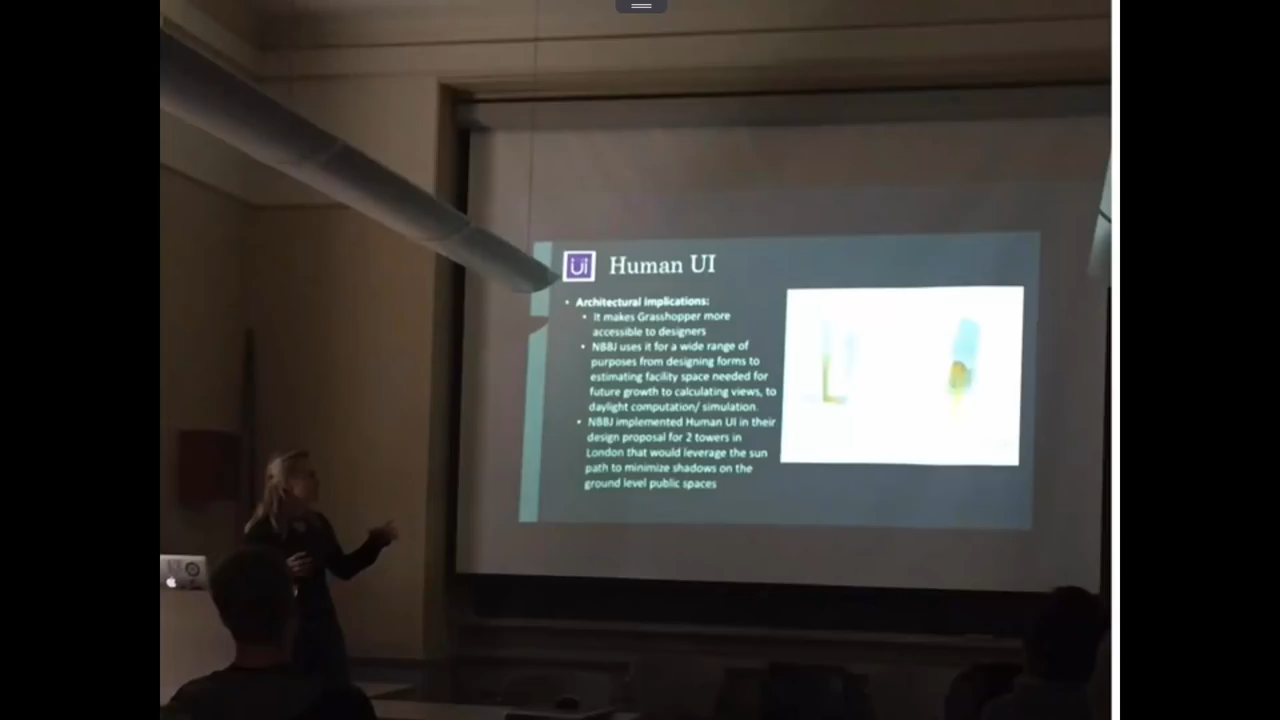 Ui
Human UI
• Architectural implications:
• It makes Grasshopper more
accessible to designers
• NBBJ uses it for a wide range of
purposes from designing forms to
estimating facility space needed for
future growth to calculating views, to
daylight computation/ simulation.
• NBBJ implemented Human UI in their
design proposal for 2 towers in
London that would leverage the sun
path to minimize shadows on the
ground level public spaces